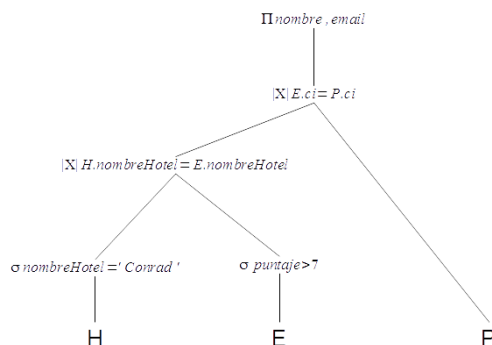 Π nombre , email
|X| E.ci = P.ci
|X| H.nombreHotel = E.nombreHotel
σ nombreHotel = ' Conrad '
σ puntaje > 7
H
E
P